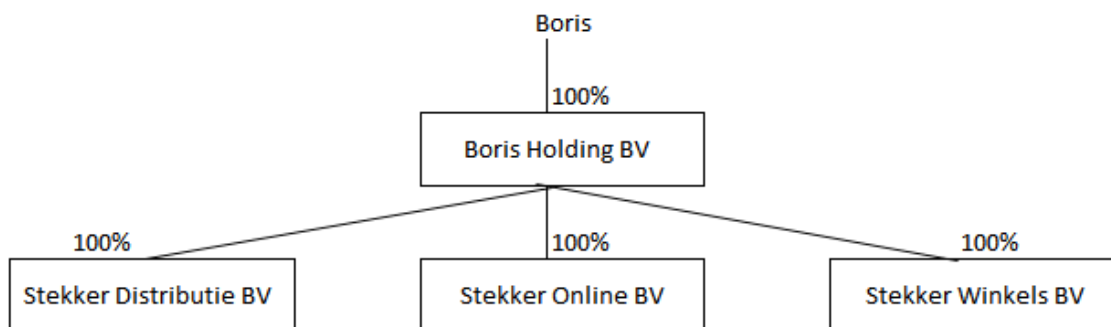 Boris
100%
Boris Holding BV
100%
100%
100%
Stekker Distributie BV
Stekker Online BV
Stekker Winkels BV